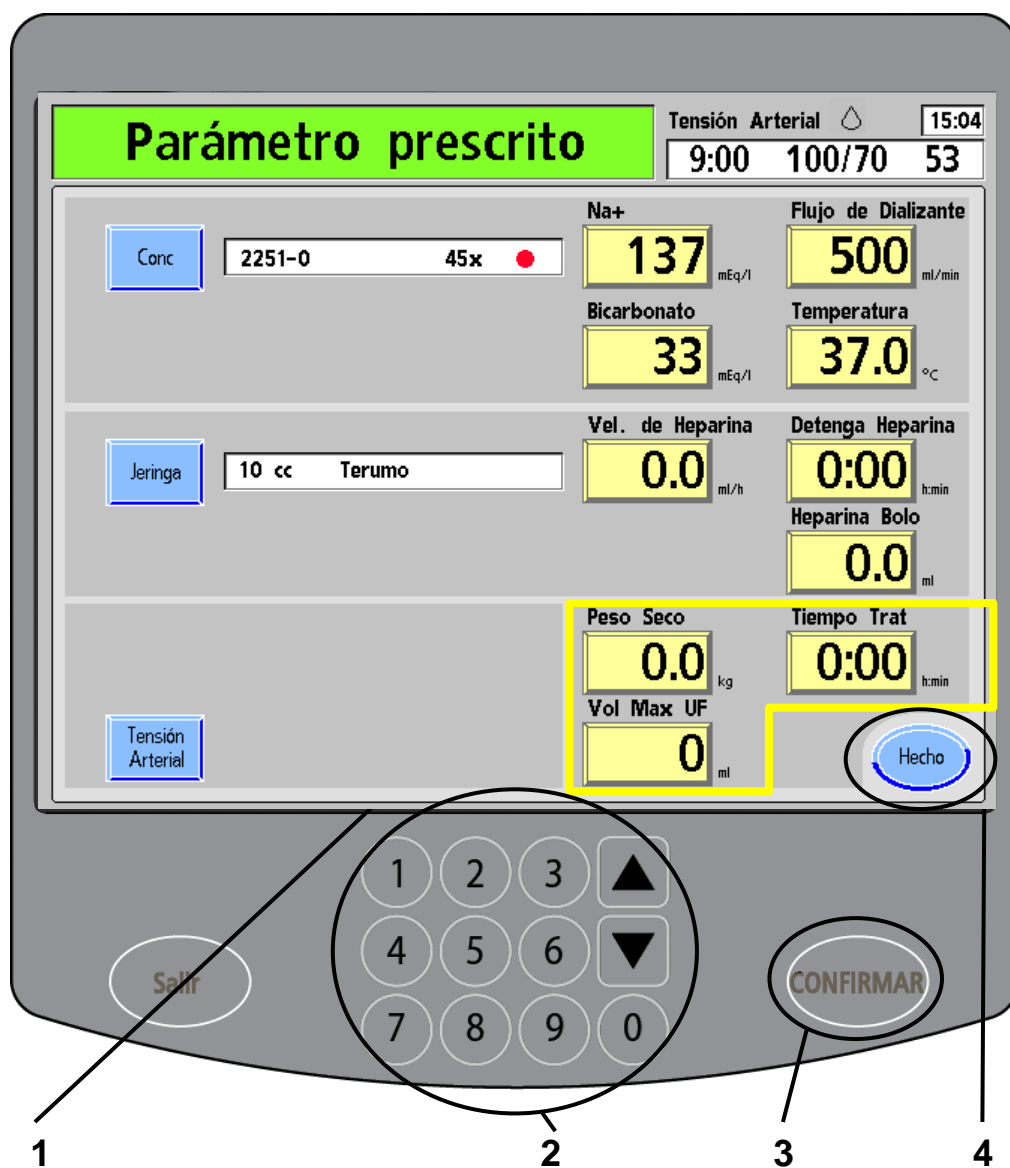 Parámetro prescrito
Tensión Arterial 15:04
9:00 100/70 53
Na+ Flujo de Dializante
Conc 2251-0 45x 137 mEq/l 500 ml/min
Bicarbonato Temperatura
33 mEq/l 37.0 °C
Vel. de Heparina Detenga Heparina
Jeringa 10 cc Terumo 0.0 ml/h 0:00 h:min
Heparina Bolo
0.0 ml
Peso Seco Tiempo Trat
0.0 kg 0:00 h:min
Vol Max UF
Tensión
Arterial 0 ml Hecho
1 2 3
4 5 6
Salir CONFIRMAR
7 8 9 0
1 2 3 4